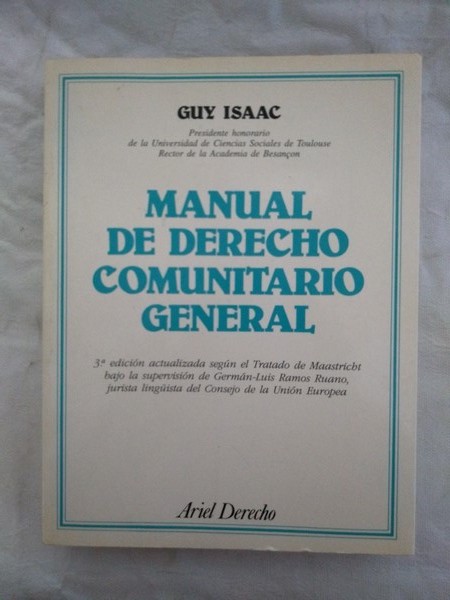 GUY ISAAC
Presidente honorario
de la Universidad de Ciencias Sociales de Toulouse
Rector de la Academia de Besançon
MANUAL
DE DERECHO
COMUNITARIO
GENERAL
3.ª edición actualizada según el Tratado de Maastricht
bajo la supervisión de Germán-Luis Ramos Ruano,
jurista lingüista del Consejo de la Unión Europea
Ariel Derecho